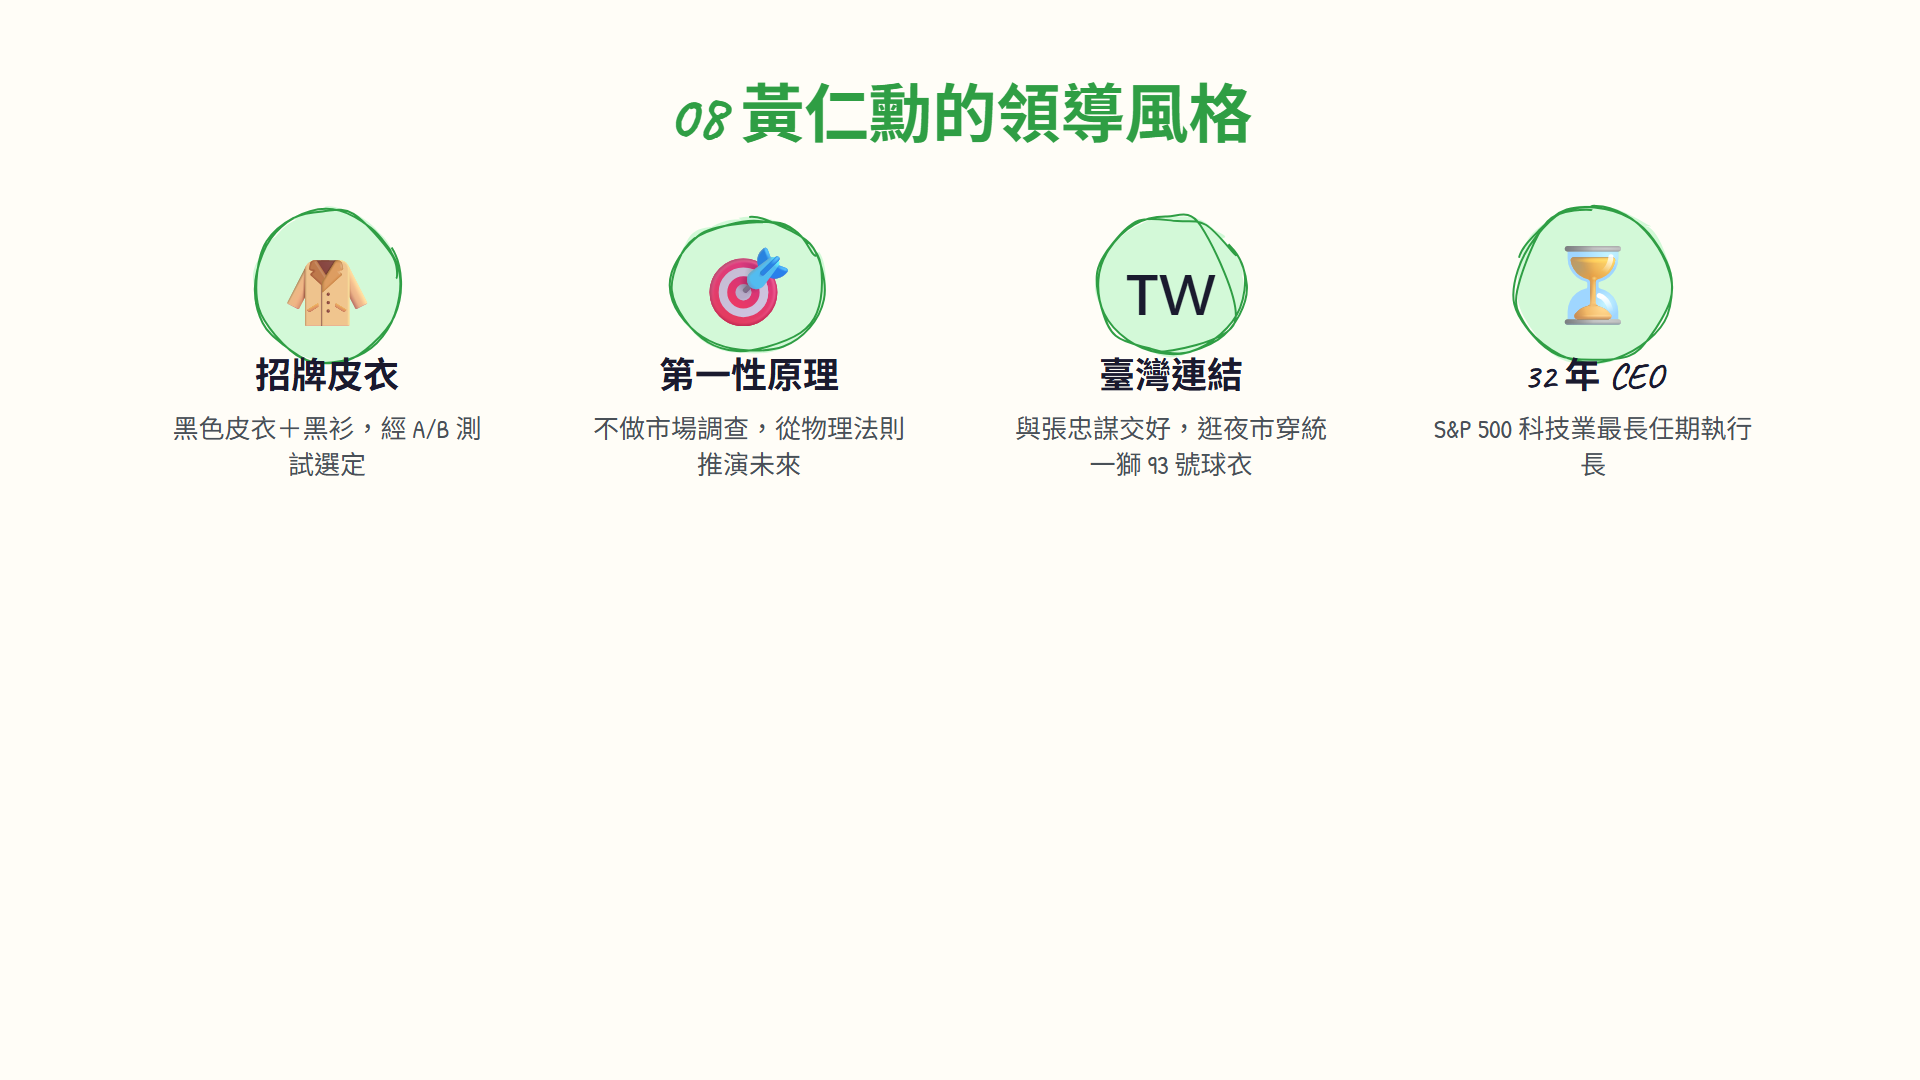 08 黃仁勳的領導風格
TW
招牌皮衣
黑色皮衣＋黑衫，經 A/B 測
試選定
第一性原理
不做市場調查，從物理法則
推演未來
臺灣連結
與張忠謀交好，逛夜市穿統
一獅 93 號球衣
32 年 CEO
S&P 500 科技業最長任期執行
長